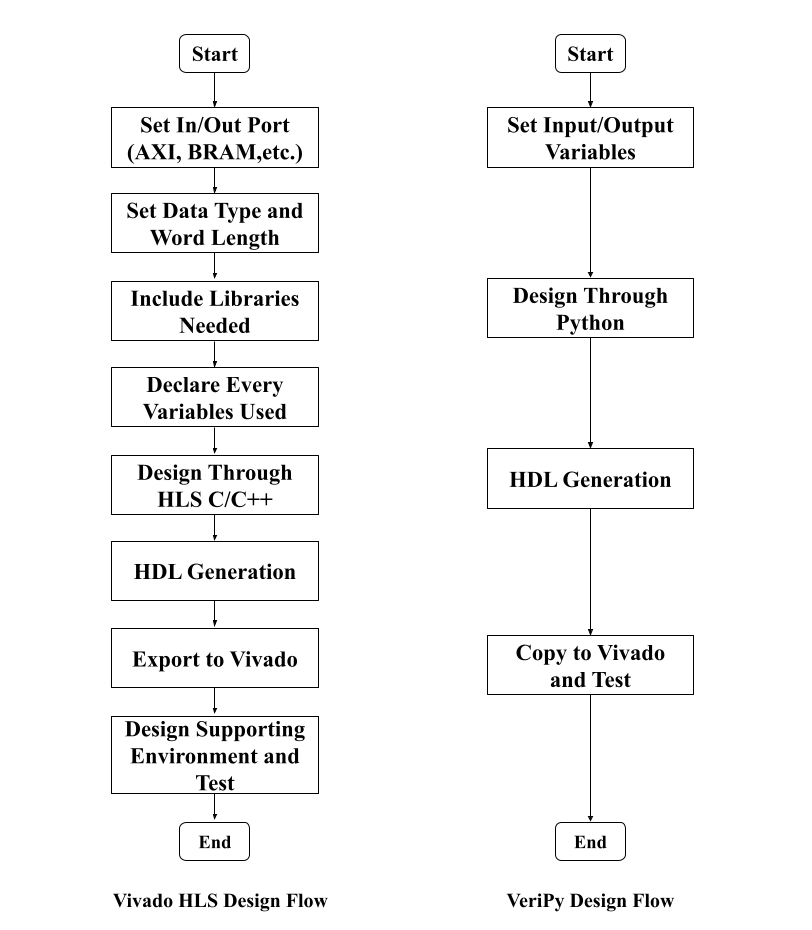 Start
Set In/Out Port
(AXI, BRAM,etc.)
Set Data Type and
Word Length
Include Libraries
Needed
Declare Every
Variables Used
Design Through
HLS C/C++
HDL Generation
Export to Vivado
Design Supporting
Environment and
Test
End
Vivado HLS Design Flow
Start
Set Input/Output
Variables
Design Through
Python
HDL Generation
Copy to Vivado
and Test
End
VeriPy Design Flow